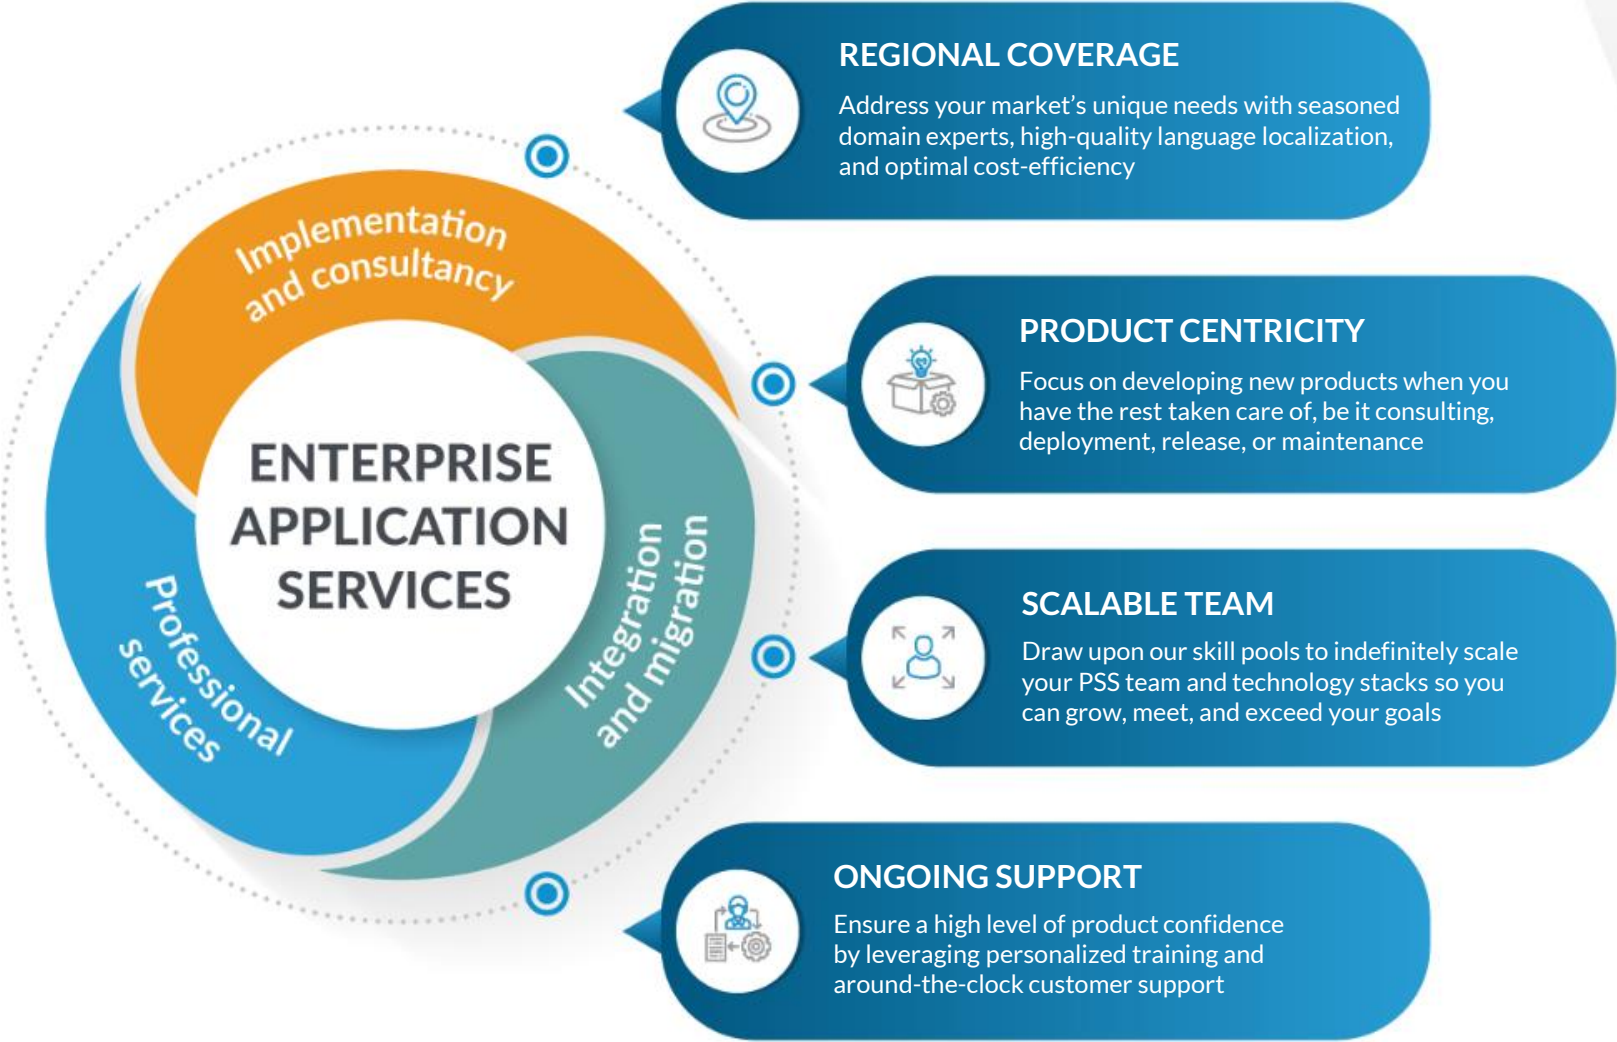 REGIONAL COVERAGE
Address your market's unique needs with seasoned
domain experts, high-quality language localization,
and optimal cost-efficiency
Implementation
and consultancy
PRODUCT CENTRICITY
Focus on developing new products when you
have the rest taken care of, be it consulting,
deployment, release, or maintenance
ENTERPRISE
APPLICATION
SERVICES
Integration
and migration
Professional
services
SCALABLE TEAM
Draw upon our skill pools to indefinitely scale
your PSS team and technology stacks so you
can grow, meet, and exceed your goals
ONGOING SUPPORT
Ensure a high level of product confidence
by leveraging personalized training and
around-the-clock customer support